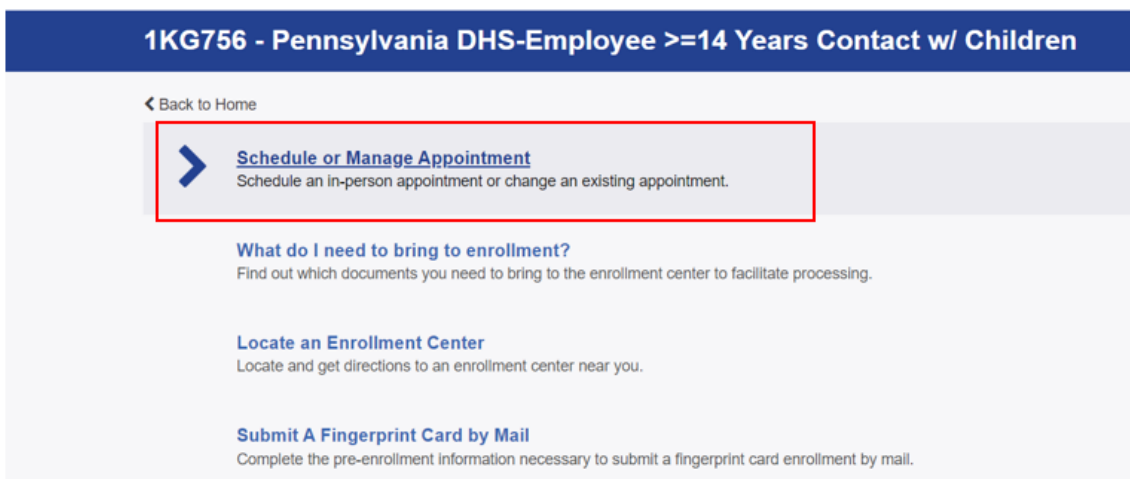 1KG756 - Pennsylvania DHS-Employee >=14 Years Contact w/ Children
Back to Home
Schedule or Manage Appointment
Schedule an in-person appointment or change an existing appointment.
What do I need to bring to enrollment?
Find out which documents you need to bring to the enrollment center to facilitate processing.
Locate an Enrollment Center
Locate and get directions to an enrollment center near you.
Submit A Fingerprint Card by Mail
Complete the pre-enrollment information necessary to submit a fingerprint card enrollment by mail.